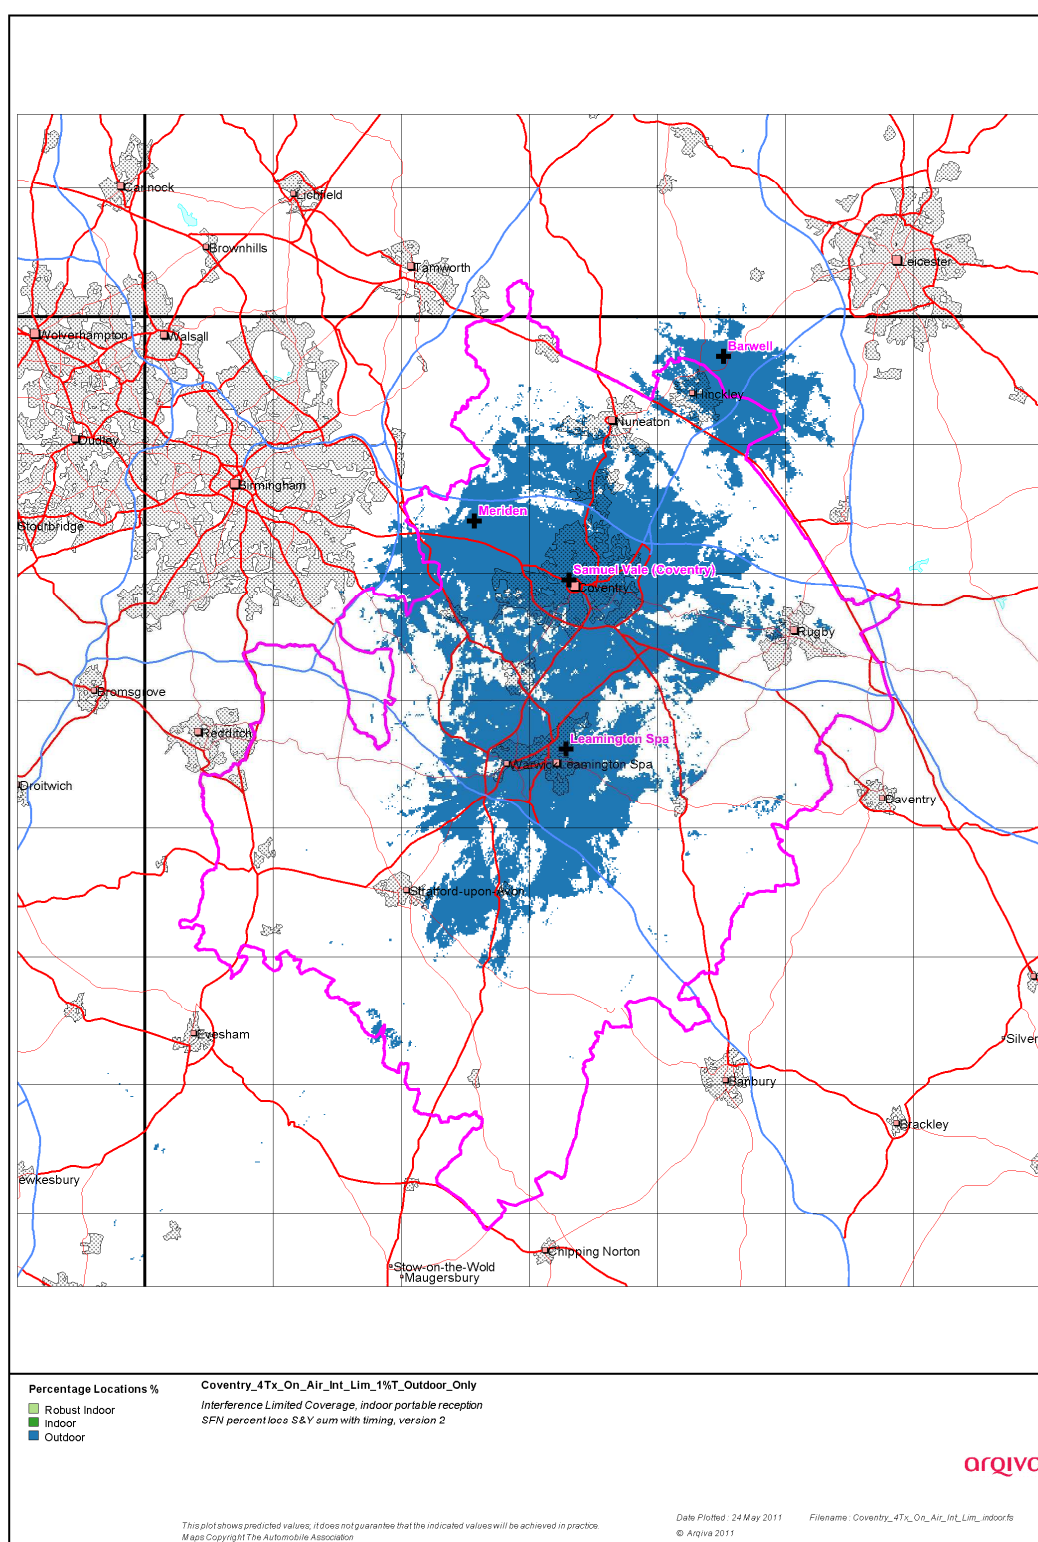 Cannock
Lichfield
Brownhills
Tamworth
Leicester
Wolverhampton
Walsall
Barwell
Hinckley
Nuneaton
Dudley
Birmingham
Meriden
Stourbridge
Samuel Vale (Coventry)
Coventry
Rugby
Bromsgrove
Redditch
Leamington Spa
Warwick
Leamington Spa
Droitwich
Daventry
Stratford-upon-Avon
Evesham
Silver
Banbury
Brackley
ewkesbury
Chipping Norton
Stow-on-the-Wold
Maugersbury
Percentage Locations %
Robust Indoor
Indoor
Outdoor
Coventry_4Tx_On_Air_Int_Lim_1%T_Outdoor_Only
Interference Limited Coverage, indoor portable reception
SFN percent locs S&Y sum with timing, version 2
arqiva
This plot shows predicted values; it does not guarantee that the indicated values will be achieved in practice.
Maps Copyright The Automobile Association
Date Plotted : 24 May 2011
Filename : Coventry_4Tx_On_Air_Int_Lim_indoor.fs
© Arqiva 2011